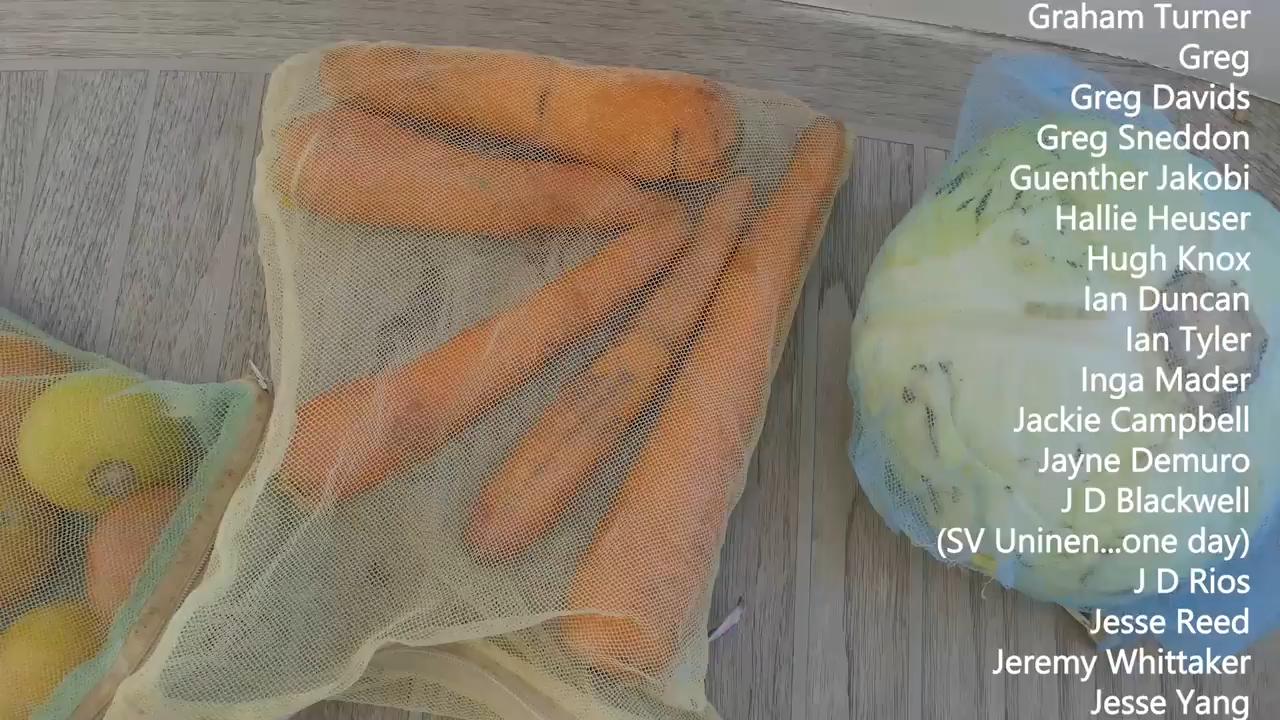 Graham Turner
Greg
Greg Davids
Greg Sneddon
Guenther Jakobi
Hallie Heuser
Hugh Knox
Ian Duncan
Ian Tyler
Inga Mader
Jackie Campbell
Jayne Demuro
J D Blackwell
(SV Uninen...one day)
J D Rios
Jesse Reed
Jeremy Whittaker
Jesse Yang